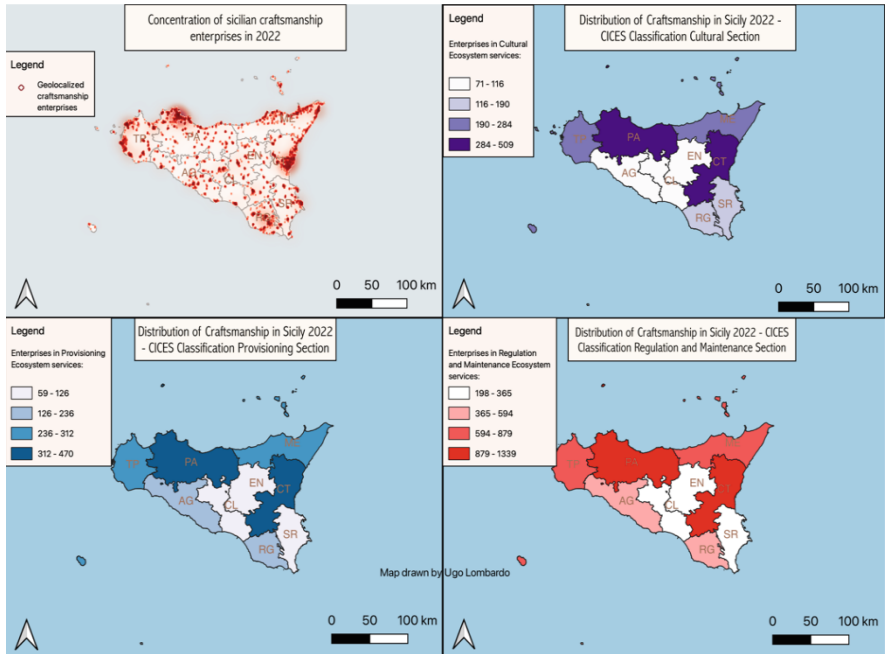 Concentration of sicilian craftsmanship
enterprises in 2022
Legend
Geolocalized
craftsmanship
enterprises
TP
PA
ME
EN
AG
CL
CT
SR
RG
0 50 100 km
Distribution of Craftsmanship in Sicily 2022 -
CICES Classification Cultural Section
Legend
Enterprises in Cultural
Ecosystem services:
71 - 116
116 - 190
190 - 284
284 - 509
TP
PA
ME
EN
CT
AG
CL
SR
RG
0 50 100 km
Legend
Distribution of Craftsmanship in Sicily 2022
- CICES Classification Provisioning Section
Enterprises in Provisioning
Ecosystem services:
59 - 126
126 - 236
236 - 312
312 - 470
TP
PA
ME
EN
CT
AG
CL
SR
RG
0 50 100 km
Map drawn by Ugo Lombardo
Legend
Distribution of Craftsmanship in Sicily 2022 - CICES
Classification Regulation and Maintenance Section
Enterprises in Regulation
and Maintenance Ecosystem
services:
198 - 365
365 - 594
594 - 879
879 - 1339
TP
PA
ME
EN
CT
AG
CL
SR
RG
0 50 100 km